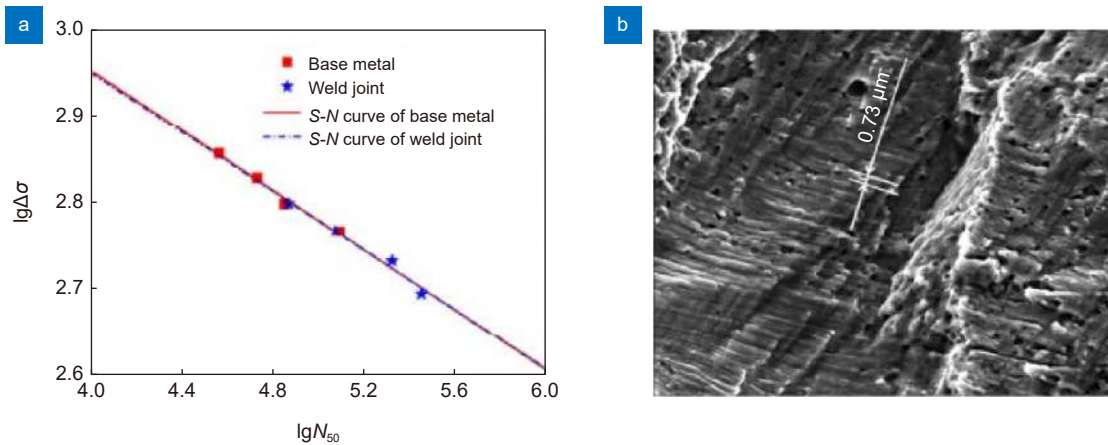 a
3.0
2.9
2.8
2.7
2.6
lgΔσ
Base metal
Weld joint
S-N curve of base metal
S-N curve of weld joint
4.0 4.4 4.8 5.2 5.6 6.0
lgN₅₀
b
0.73 μm